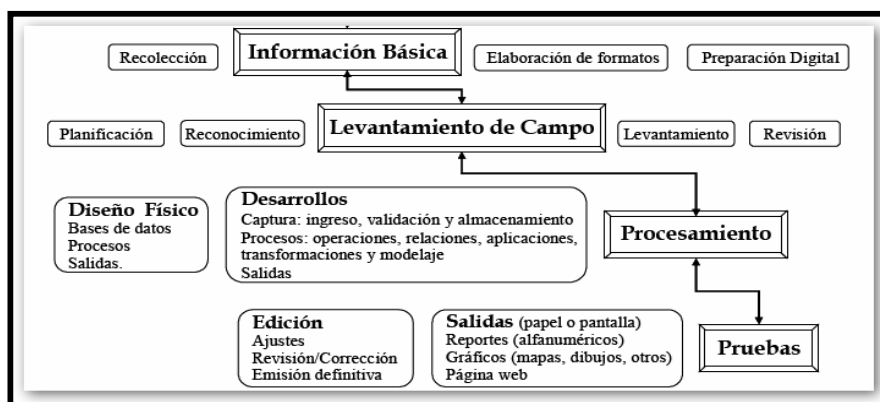 Recolección
Información Básica
Elaboración de formatos
Preparación Digital
Planificación
Reconocimiento
Levantamiento de Campo
Levantamiento
Revisión
Diseño Físico
Bases de datos
Procesos
Salidas.
Desarrollos
Captura: ingreso, validación y almacenamiento
Procesos: operaciones, relaciones, aplicaciones,
transformaciones y modelaje
Salidas
Procesamiento
Edición
Ajustes
Revisión/Corrección
Emisión definitiva
Salidas (papel o pantalla)
Reportes (alfanuméricos)
Gráficos (mapas, dibujos, otros)
Página web
Pruebas